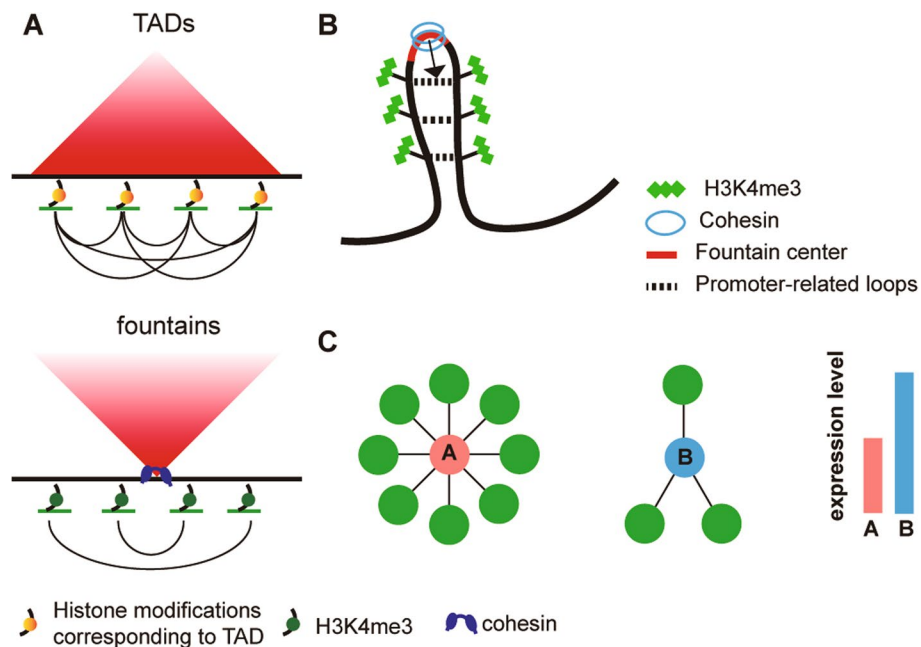 A
TADs
fountains
Histone modifications
corresponding to TAD
H3K4me3
cohesin
B
H3K4me3
Cohesin
Fountain center
Promoter-related loops
C
A
B
expression level
A B